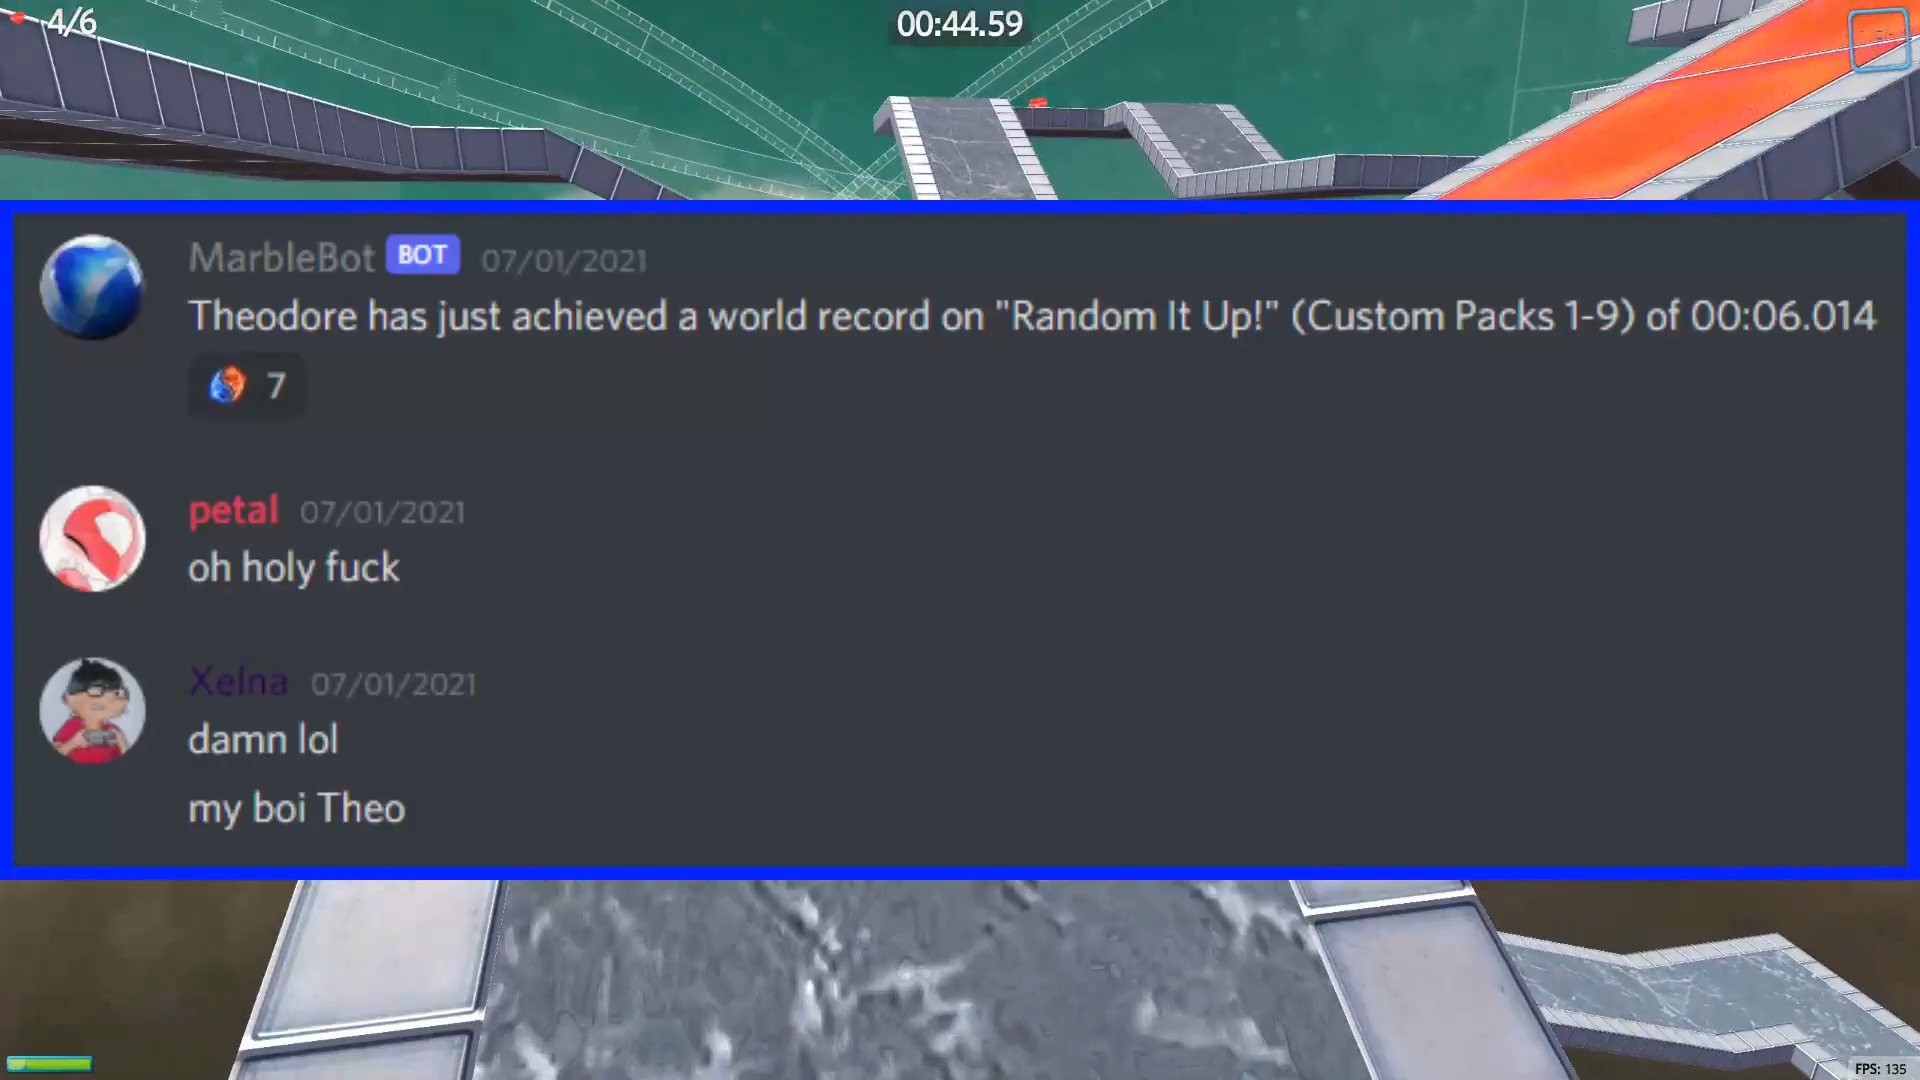 4/6
00:44.59
MarbleBot BOT 07/01/2021
Theodore has just achieved a world record on "Random It Up!" (Custom Packs 1-9) of 00:06.014
7
petal 07/01/2021
oh holy fuck
Xelna 07/01/2021
damn lol
my boi Theo
FPS: 135